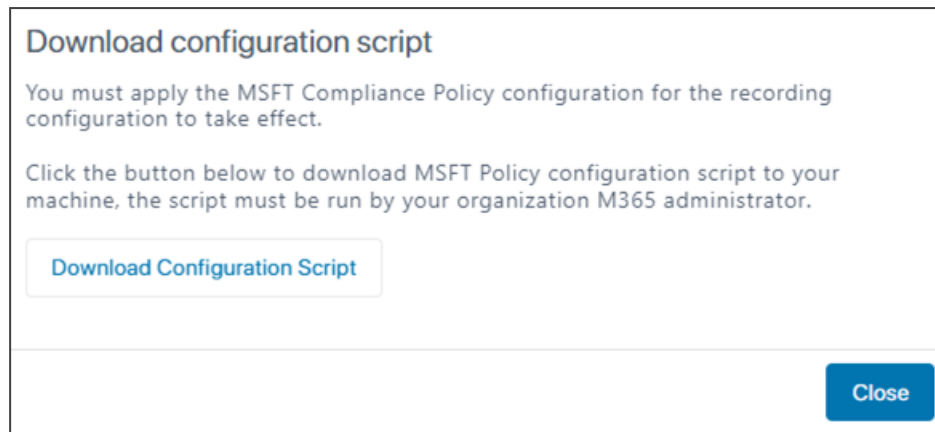 Download configuration script
You must apply the MSFT Compliance Policy configuration for the recording
configuration to take effect.
Click the button below to download MSFT Policy configuration script to your
machine, the script must be run by your organization M365 administrator.
Download Configuration Script
Close